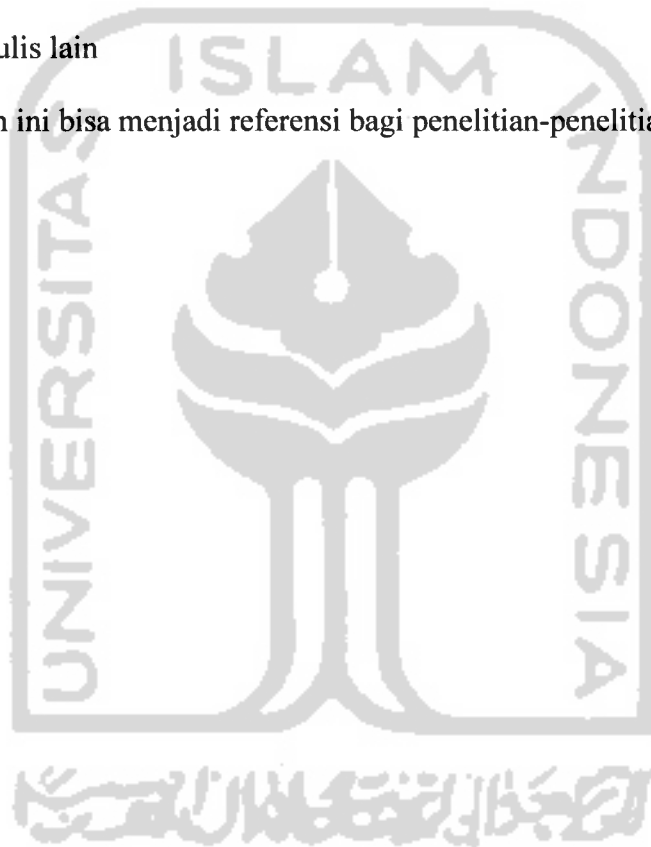 ISLAM
ulis lain
n ini bisa menjadi referensi bagi penelitian-penelitia
UNIVERSITAS
INDONESIA